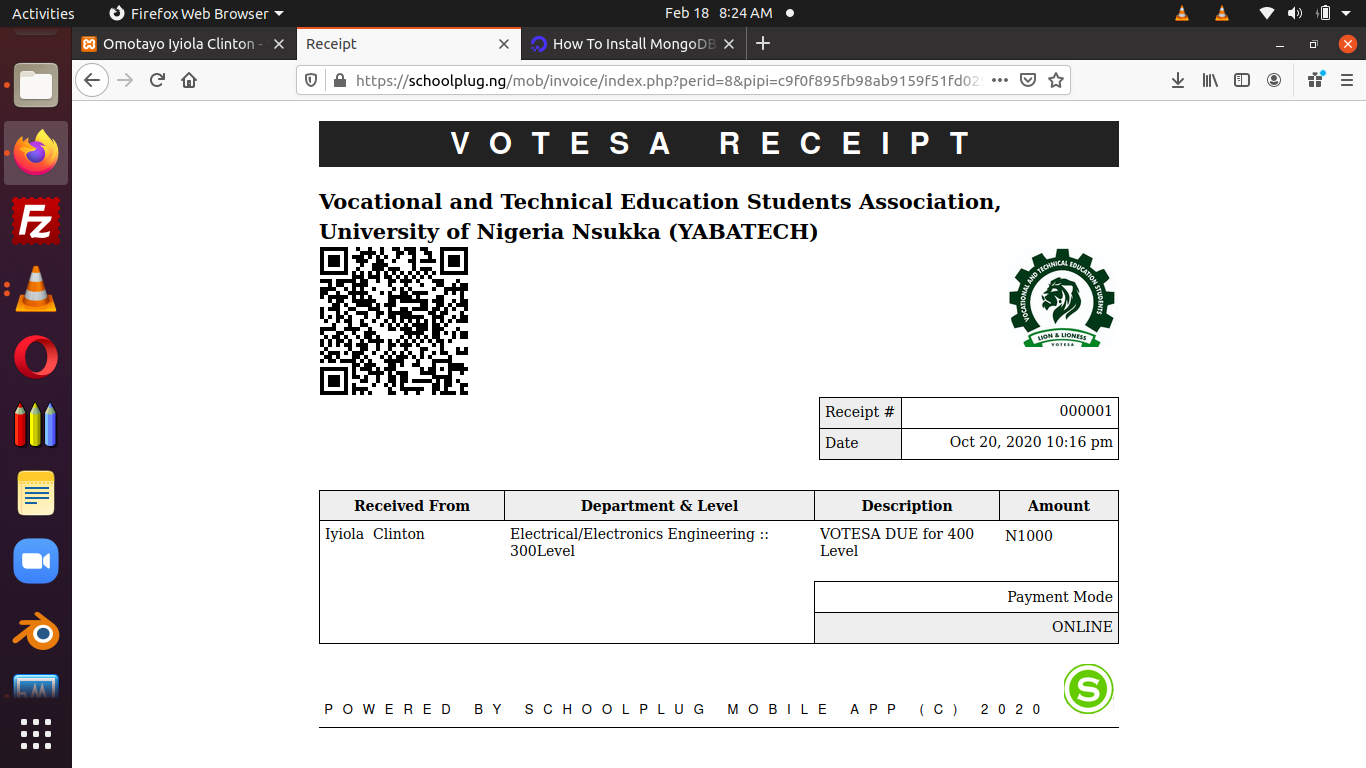 Activities
Firefox Web Browser
Feb 18 8:24 AM
Omotayo Iyiola Clinton -
Receipt
How To Install MongoDB
https://schoolplug.ng/mob/invoice/index.php?perid=8&pipi=c9f0f895fb98ab9159f51fd029
VOTESA RECEIPT
Vocational and Technical Education Students Association,
University of Nigeria Nsukka (YABATECH)
VOCATIONAL AND TECHNICAL EDUCATION STUDENTS
LION & LIONESS
VOTESA
Receipt # 000001
Date Oct 20, 2020 10:16 pm
Received From Department & Level Description Amount
Iyiola Clinton Electrical/Electronics Engineering :: VOTESA DUE for 400 N1000
300Level Level
Payment Mode
ONLINE
S
POWERED BY SCHOOLPLUG MOBILE APP (C) 2020
Fz